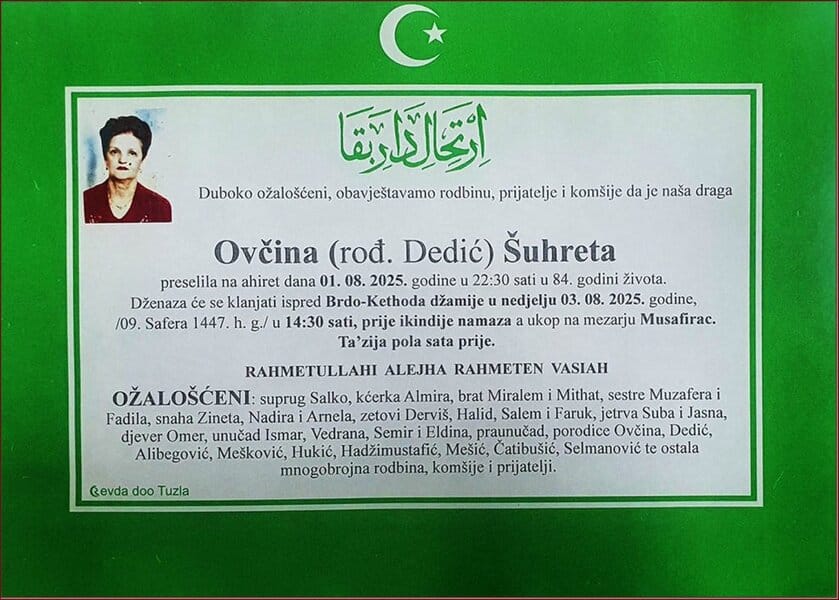 اِرتِحَالِ دَارِ بَقَا
Duboko ožalošćeni, obavještavamo rodbinu, prijatelje i komšije da je naša draga
Ovčina (rođ. Dedić) Šuhreta
preselila na ahiret dana 01. 08. 2025. godine u 22:30 sati u 84. godini života.
Dženaza će se klanjati ispred Brdo-Kethoda džamije u nedjelju 03. 08. 2025. godine,
/09. Safera 1447. h. g./ u 14:30 sati, prije ikindije namaza a ukop na mezarju Musafirac.
Ta’zija pola sata prije.
RAHMETULLAHI ALEJHA RAHMETEN VASIAH
OŽALOŠĆENI: suprug Salko, kćerka Almira, brat Miralem i Mithat, sestre Muzafera i
Fadila, snaha Zineta, Nadira i Arnela, zetovi Derviš, Halid, Salem i Faruk, jetrva Suba i Jasna,
djever Omer, unučad Ismar, Vedrana, Semir i Eldina, praunučad, porodice Ovčina, Dedić,
Alibegović, Mešković, Hukić, Hadžimustafić, Mešić, Čatibušić, Selmanović te ostala
mnogobrojna rodbina, komšije i prijatelji.
Cevda doo Tuzla